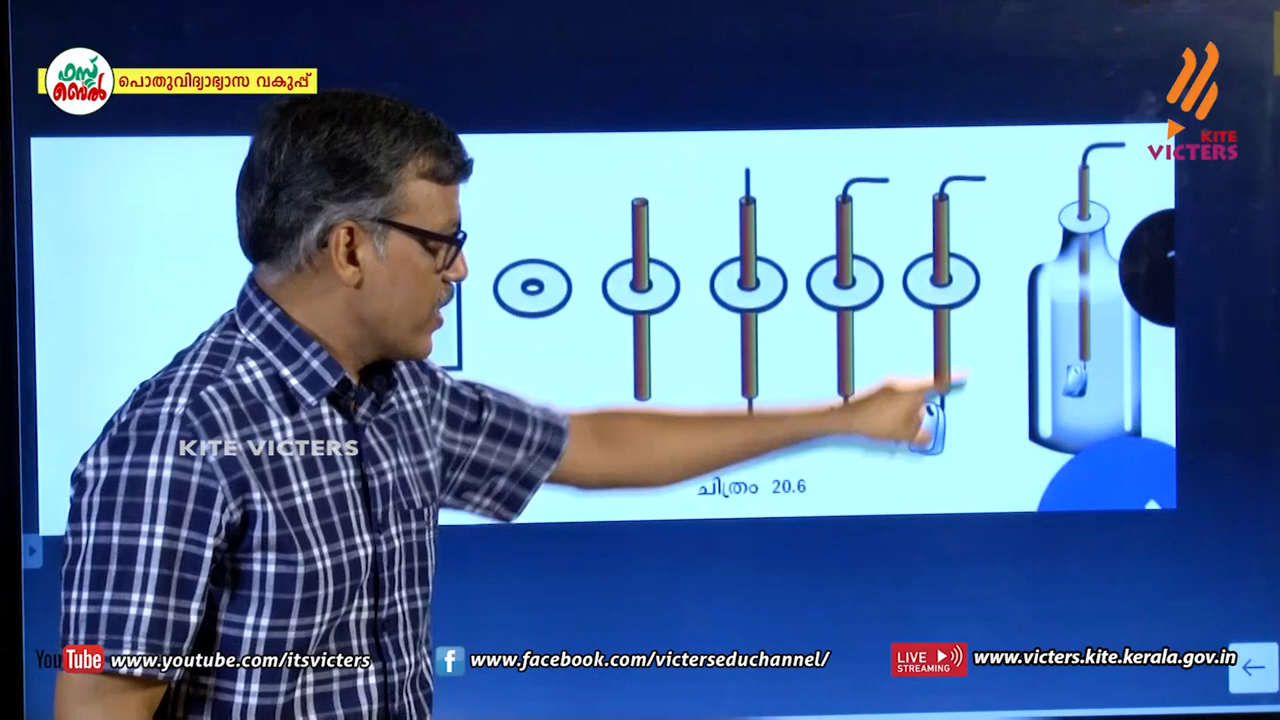 ഫസ്റ്റ്
ബെൽ
പൊതുവിദ്യാഭ്യാസ വകുപ്പ്
KITE
VICTERS
KITE VICTERS
ചിത്രം 20.6
YouTube www.youtube.com/itsvicters
f www.facebook.com/victerseduchannel/
LIVE
STREAMING
www.victers.kite.kerala.gov.in